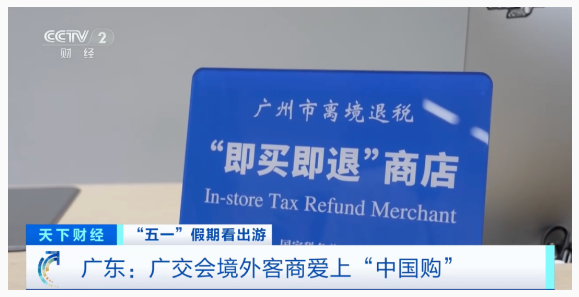 CCTV 2
财经
广州市离境退税
“即买即退”商店
In-store Tax Refund Merchant
天下财经
“五一”假期看出游
广东：广交会境外客商爱上“中国购”